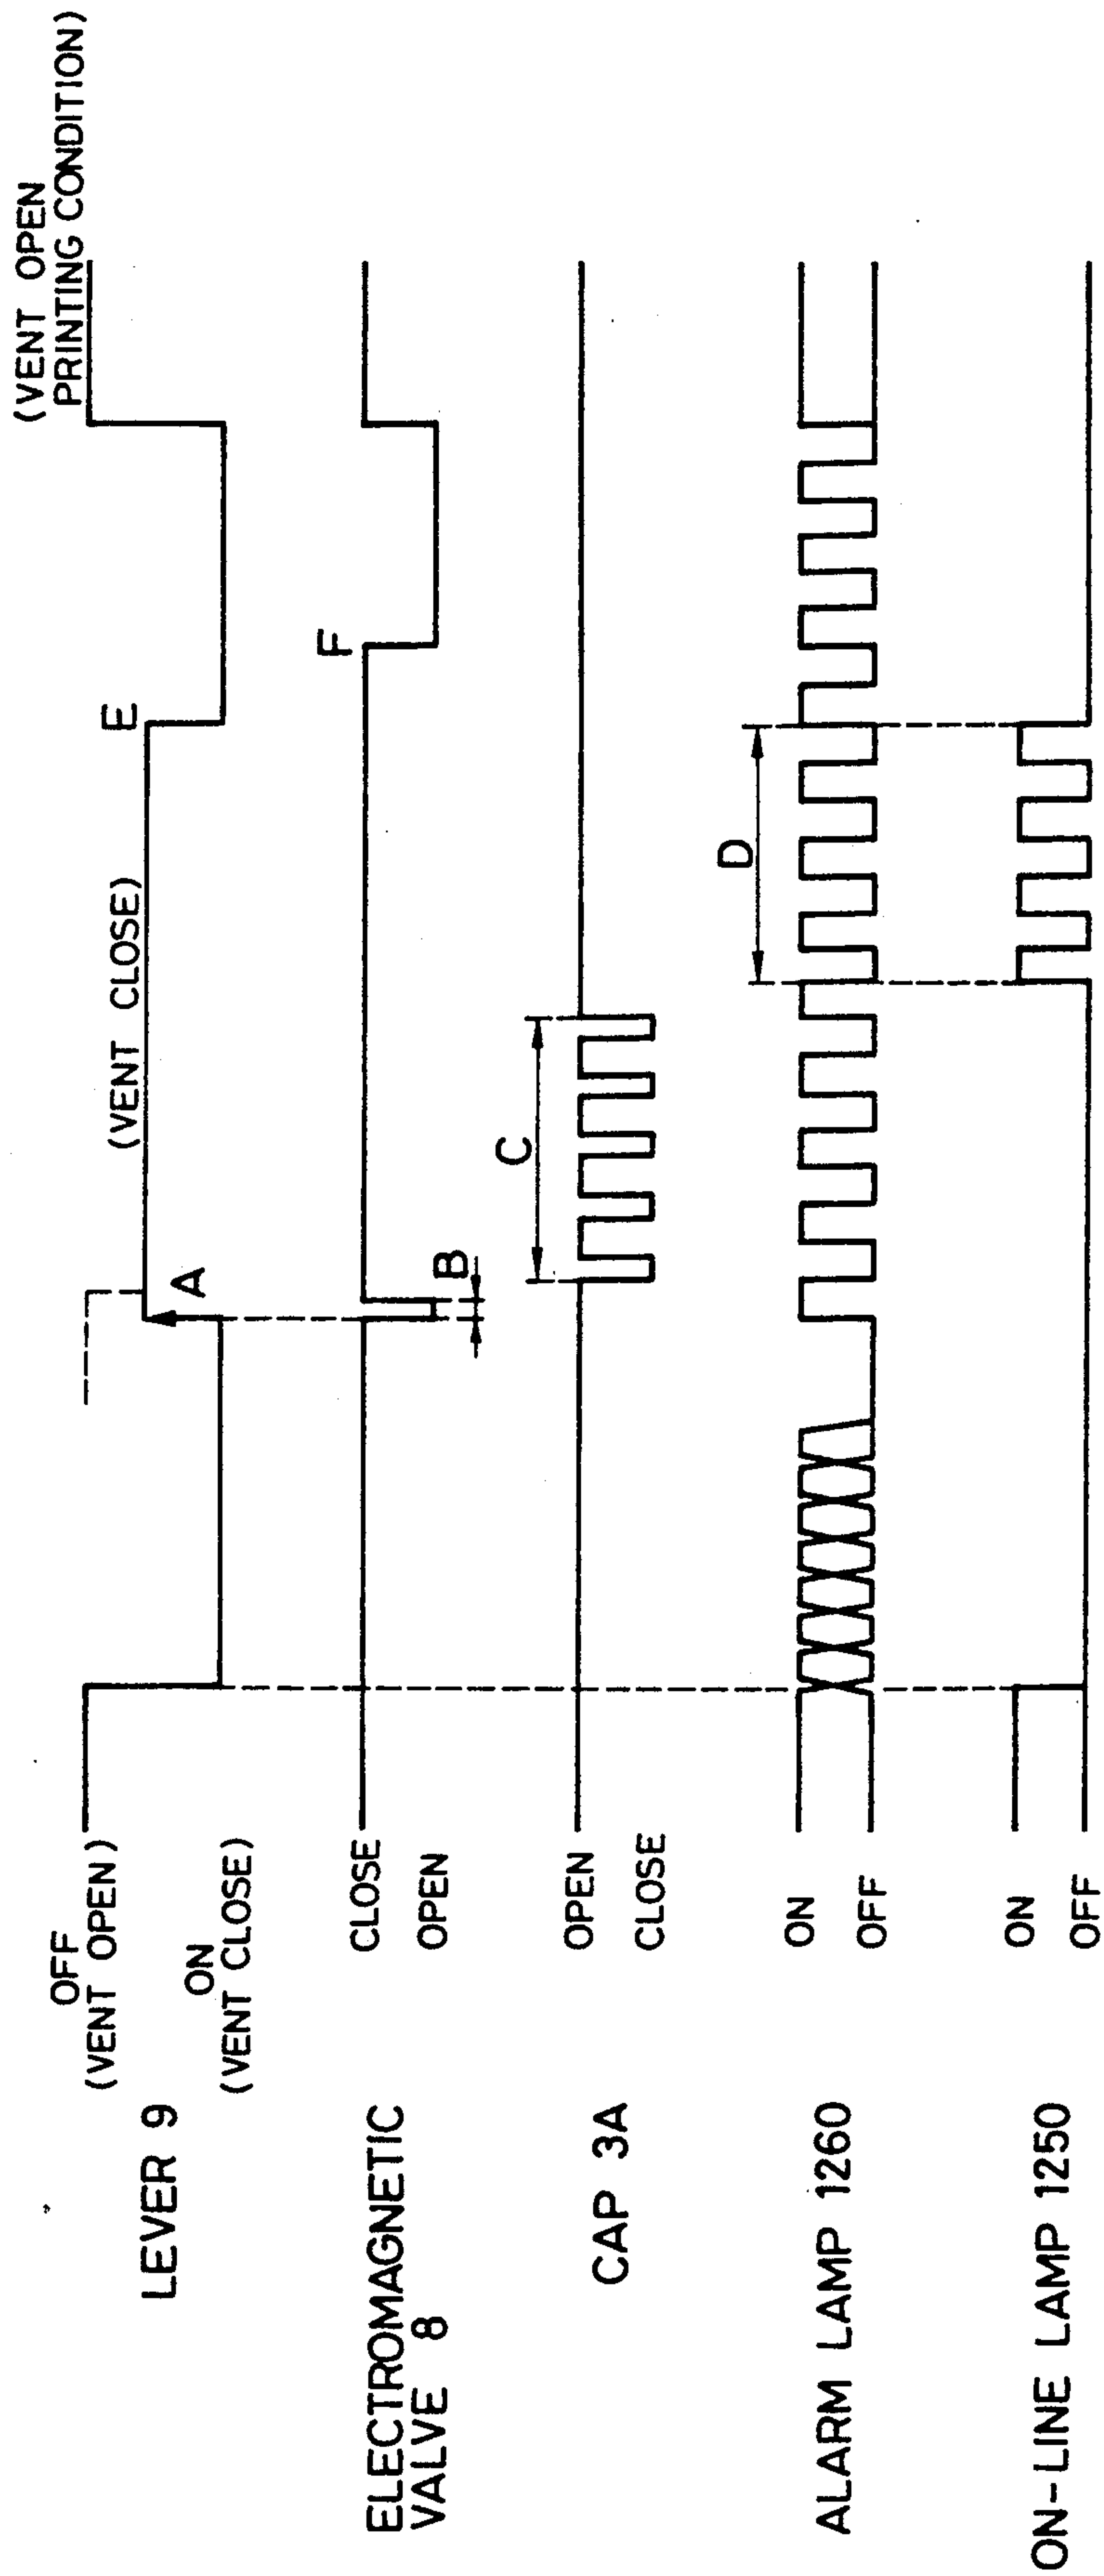 OFF
(VENT OPEN)
LEVER 9
ON
(VENT CLOSE)
A
(VENT CLOSE)
E
(VENT OPEN
PRINTING CONDITION)
ELECTROMAGNETIC
VALVE 8
CLOSE
OPEN
B
F
CAP 3A
OPEN
CLOSE
C
ALARM LAMP 1260
ON
OFF
D
ON-LINE LAMP 1250
ON
OFF